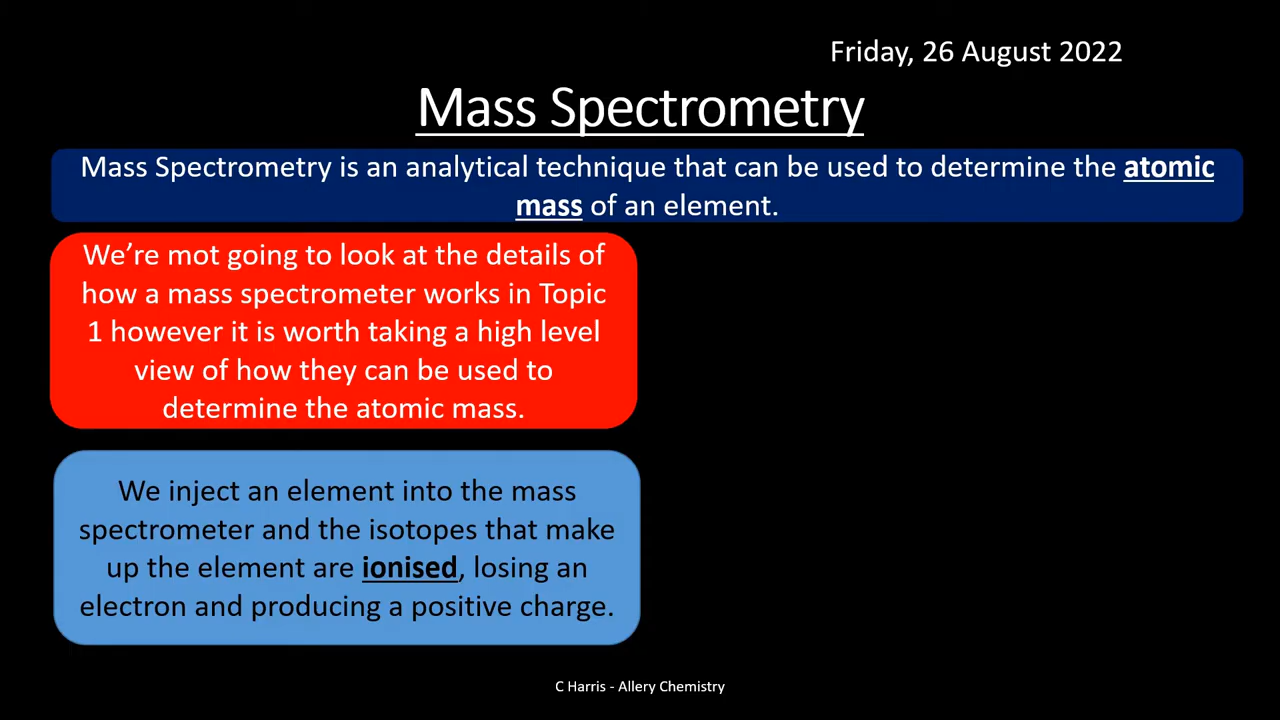 Friday, 26 August 2022
Mass Spectrometry
Mass Spectrometry is an analytical technique that can be used to determine the atomic
mass of an element.
We’re mot going to look at the details of
how a mass spectrometer works in Topic
1 however it is worth taking a high level
view of how they can be used to
determine the atomic mass.
We inject an element into the mass
spectrometer and the isotopes that make
up the element are ionised, losing an
electron and producing a positive charge.
C Harris - Allery Chemistry